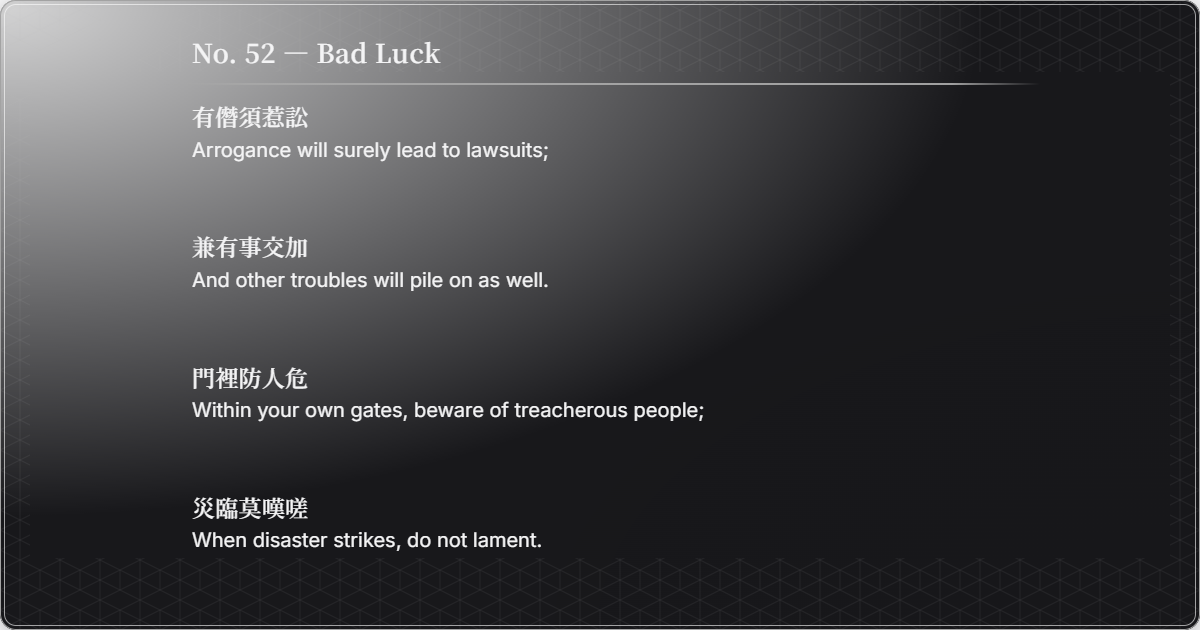 No. 52 — Bad Luck
有僭須惹訟
Arrogance will surely lead to lawsuits;
兼有事交加
And other troubles will pile on as well.
門裡防人危
Within your own gates, beware of treacherous people;
災臨莫嘆嗟
When disaster strikes, do not lament.